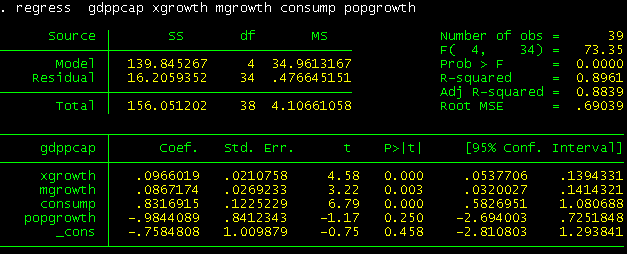 . regress gdppcap xgrowth mgrowth consump popgrowth
Source | SS df MS Number of obs = 39
F( 4, 34) = 73.35
Model | 139.845267 4 34.9613167 Prob > F = 0.0000
Residual | 16.2059352 34 .476645151 R-squared = 0.8961
Adj R-squared = 0.8839
Total | 156.051202 38 4.10661058 Root MSE = .69039
gdppcap | Coef. Std. Err. t P>|t| [95% Conf. Interval]
xgrowth | .0966019 .0210758 4.58 0.000 .0537706 .1394331
mgrowth | .0867174 .0269233 3.22 0.003 .0320027 .1414321
consump | .8316915 .1225229 6.79 0.000 .5826951 1.080688
popgrowth | -.9844089 .8412343 -1.17 0.250 -2.694003 .7251848
_cons | -.7584808 1.009879 -0.75 0.458 -2.810803 1.293841